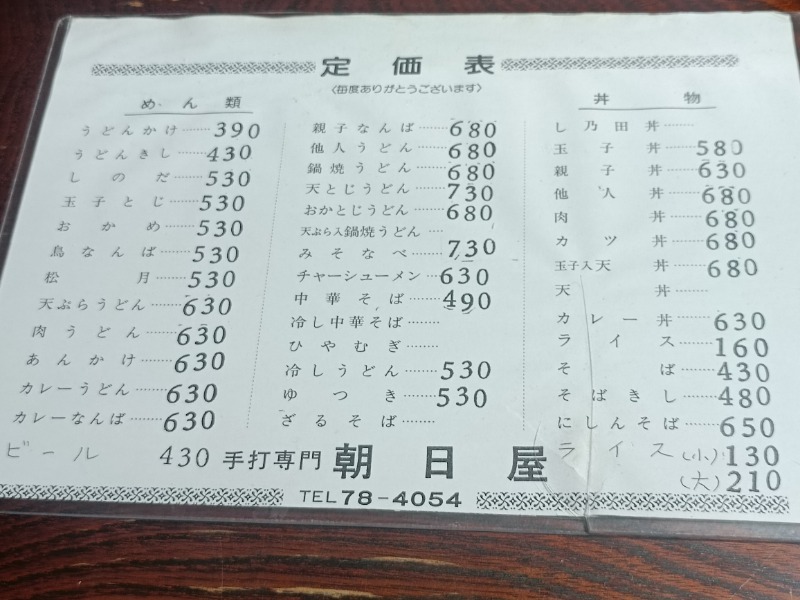 定価表
〈毎度ありがとうございます〉
めん類
うどんかけ……390
うどんきし……430
しのだ……530
玉子とじ……530
おかめ……530
鳥なんば……530
松月……530
天ぷらうどん……630
肉うどん……630
あんかけ……630
カレーうどん……630
カレーなんば……630
ビール 430
親子なんば……680
他人うどん……680
鍋焼うどん……680
天とじうどん……730
おかとじうどん……680
天ぷら入鍋焼うどん……
みそなべ……730
チャーシューメン…630
中華そば……490
冷し中華そば……
ひやむぎ……
冷しうどん……530
ゆつき……530
ざるそば……
丼物
し乃田丼……
玉子丼……580
親子丼……630
他人丼……680
肉丼……680
カツ丼……680
玉子入天丼……680
天丼……
カレー丼……630
ライス……160
そば……430
そばきし……480
にしんそば……650
ライス(小)130
(大)210
手打専門 朝日屋
TEL 78-4054